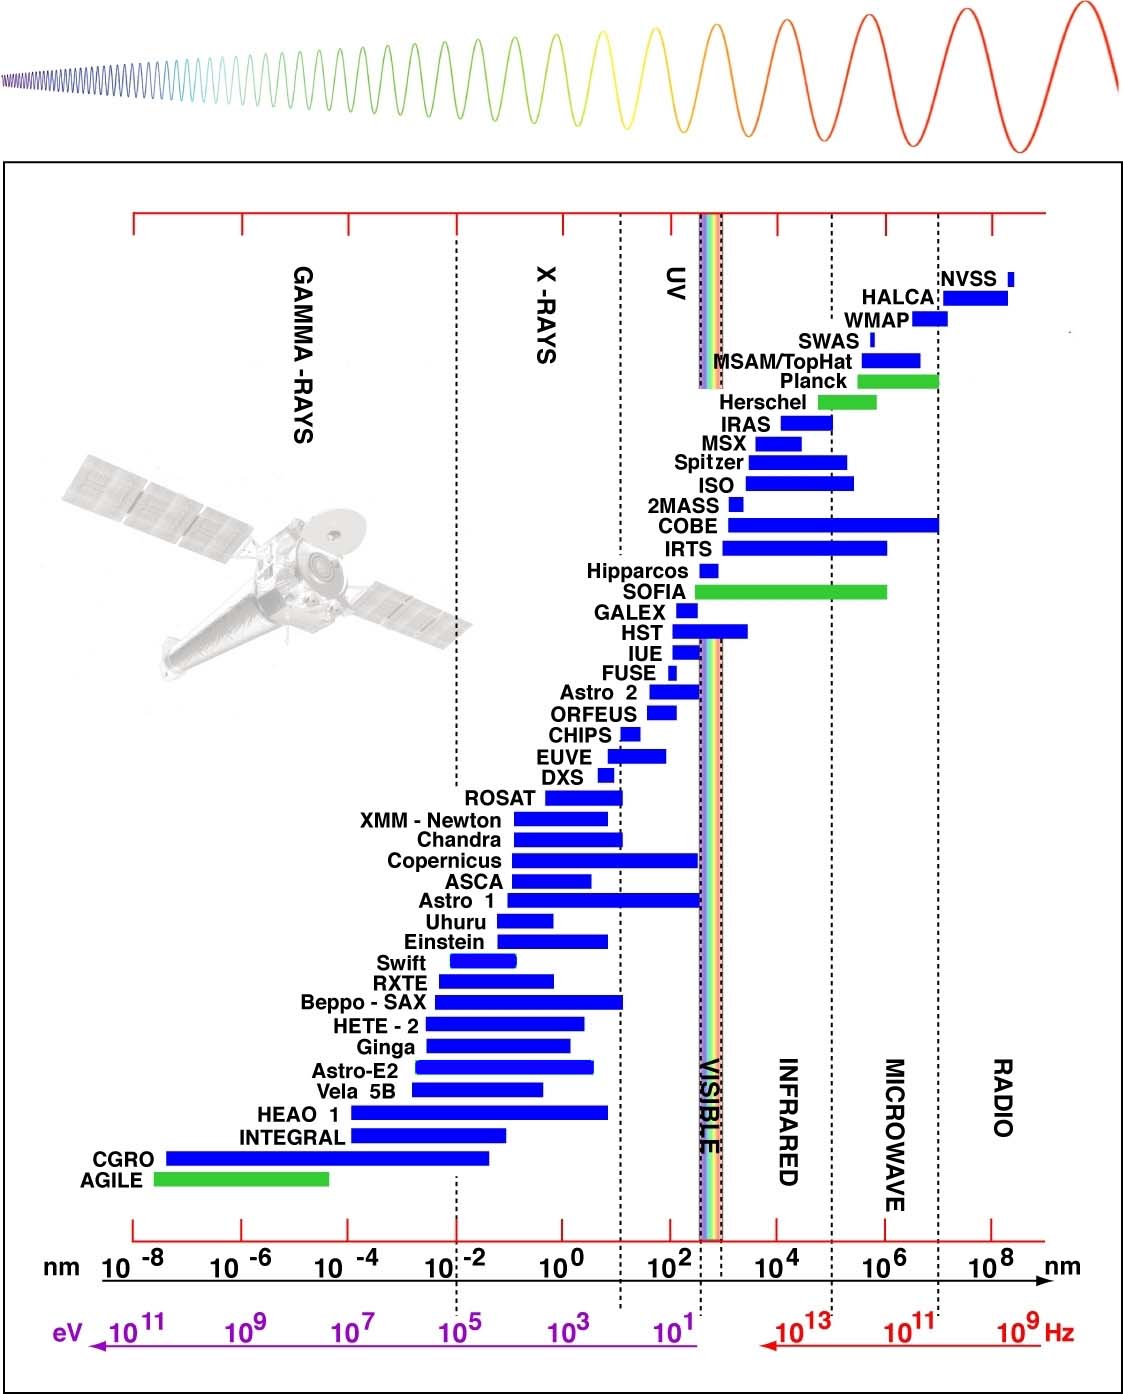 GAMMA -RAYS
X -RAYS
UV
NVSS
HALCA
WMAP
SWAS
MSAM/TopHat
Planck
Herschel
IRAS
MSX
Spitzer
ISO
2MASS
COBE
IRTS
Hipparcos
SOFIA
GALEX
HST
IUE
FUSE
Astro 2
ORFEUS
CHIPS
EUVE
DXS
ROSAT
XMM - Newton
Chandra
Copernicus
ASCA
Astro 1
Uhuru
Einstein
Swift
RXTE
Beppo - SAX
HETE - 2
Ginga
Astro-E2
Vela 5B
HEAO 1
INTEGRAL
CGRO
AGILE
VISIBLE
INFRARED
MICROWAVE
RADIO
nm 10 -8 10 -6 10 -4 10 -2 10 0 10 2 10 4 10 6 10 8 nm
eV 10 11 10 9 10 7 10 5 10 3 10 1 10 13 10 11 10 9 Hz